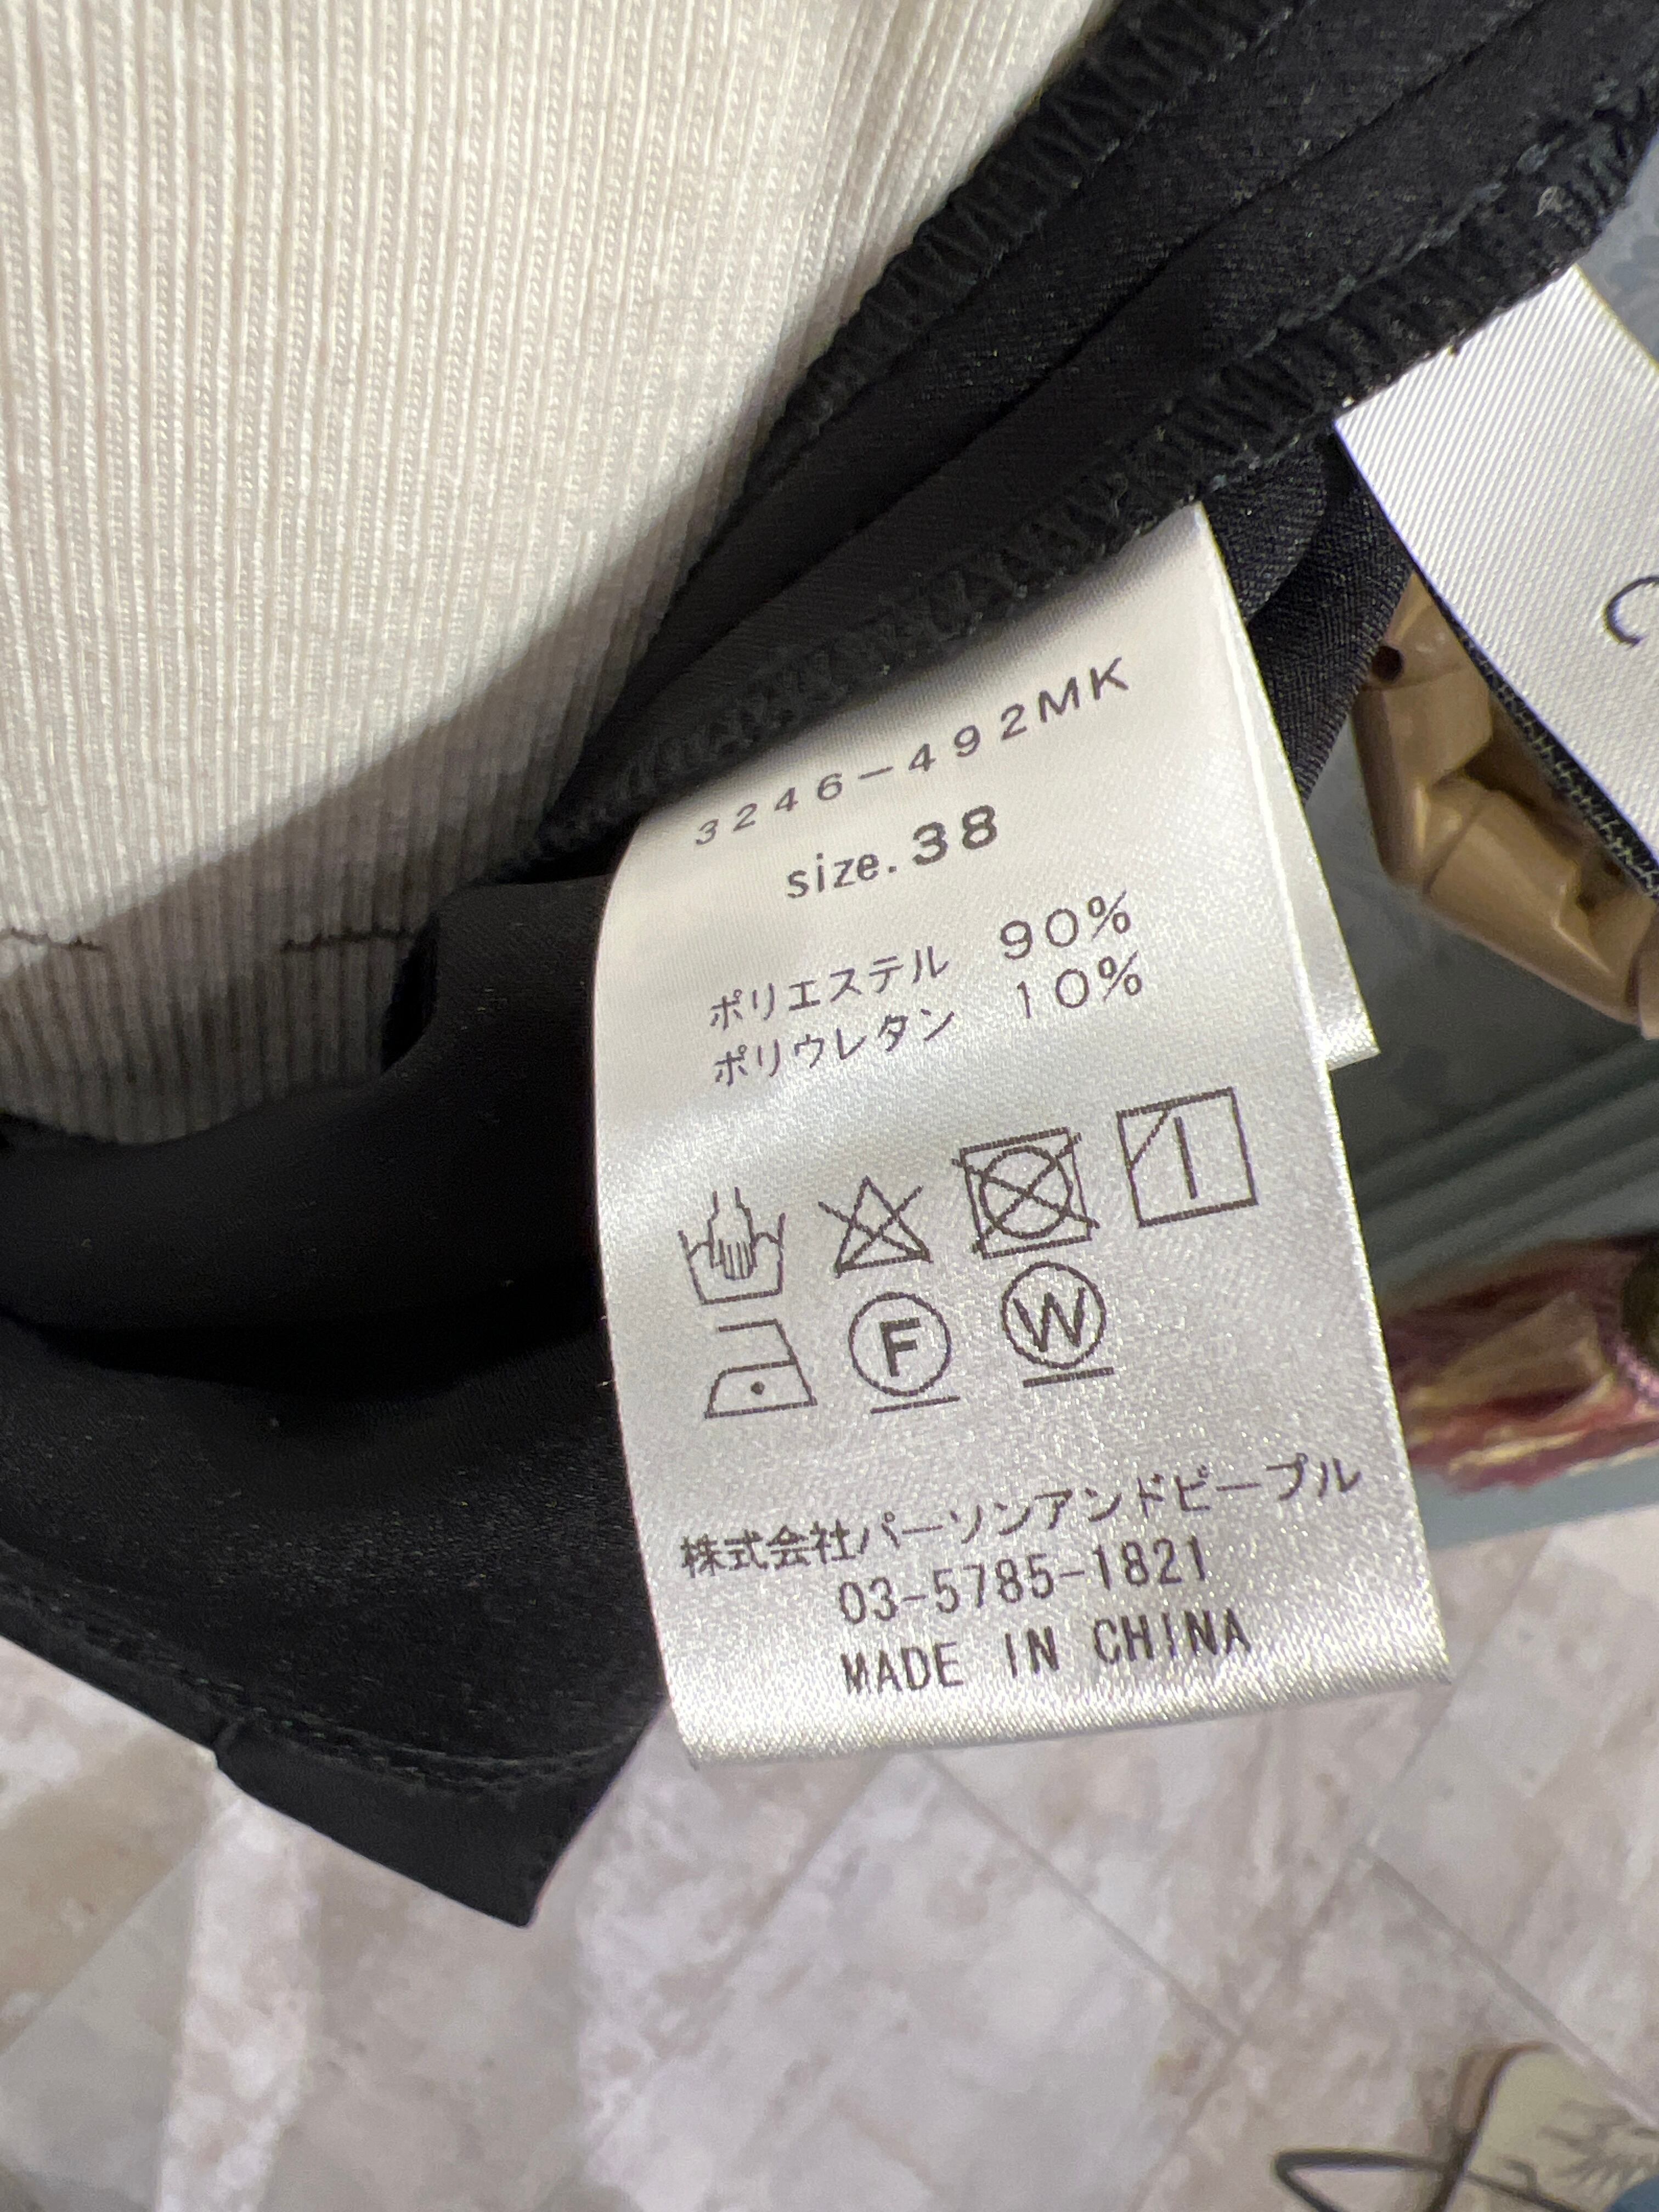 3246-492MK
size.38
ポリエステル 90%
ポリウレタン 10%
F W
株式会社パーソンアンドピープル
03-5785-1821
MADE IN CHINA